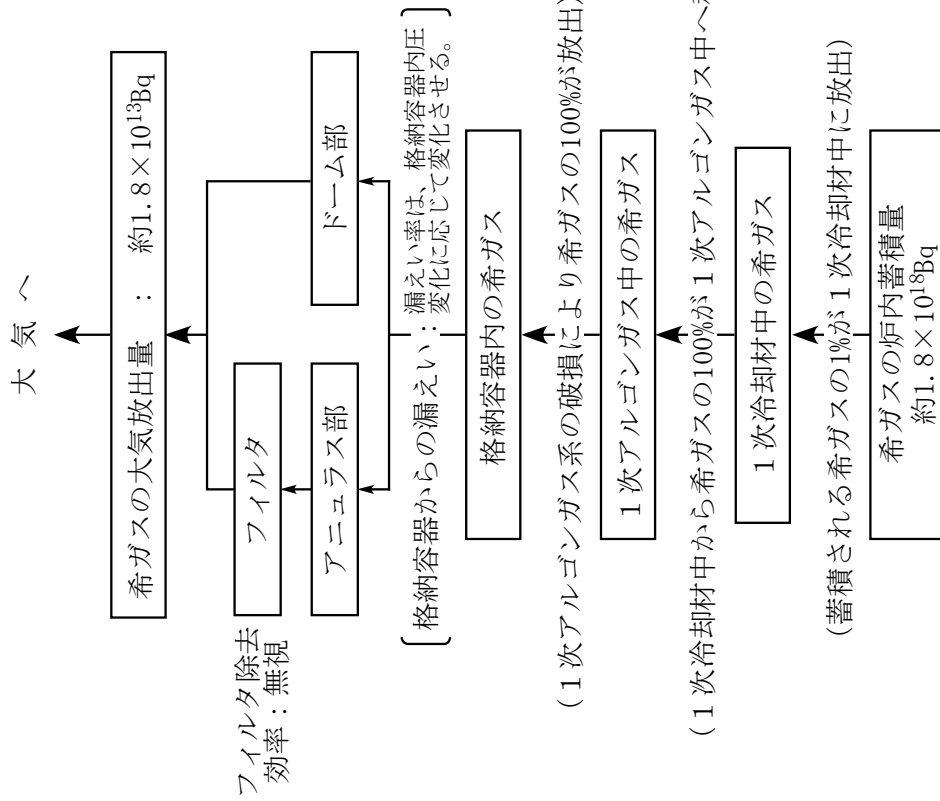 大気へ
希ガスの大気放出量 : 約1.8×10¹³Bq
フィルタ除去
効率：無視
フィルタ
アニュラス部
ドーム部
格納容器からの漏えい：漏えい率は、格納容器内圧
変化に応じて変化させる。
格納容器内の希ガス
(１次アルゴンガス系の破損により希ガスの100%が放出)
１次アルゴンガス中の希ガス
(１次冷却材中から希ガスの100%が１次アルゴンガス中へ
１次冷却材中の希ガス
(蓄積される希ガスの1%が１次冷却材中に放出)
希ガスの炉内蓄積量
約1.8×10¹⁸Bq